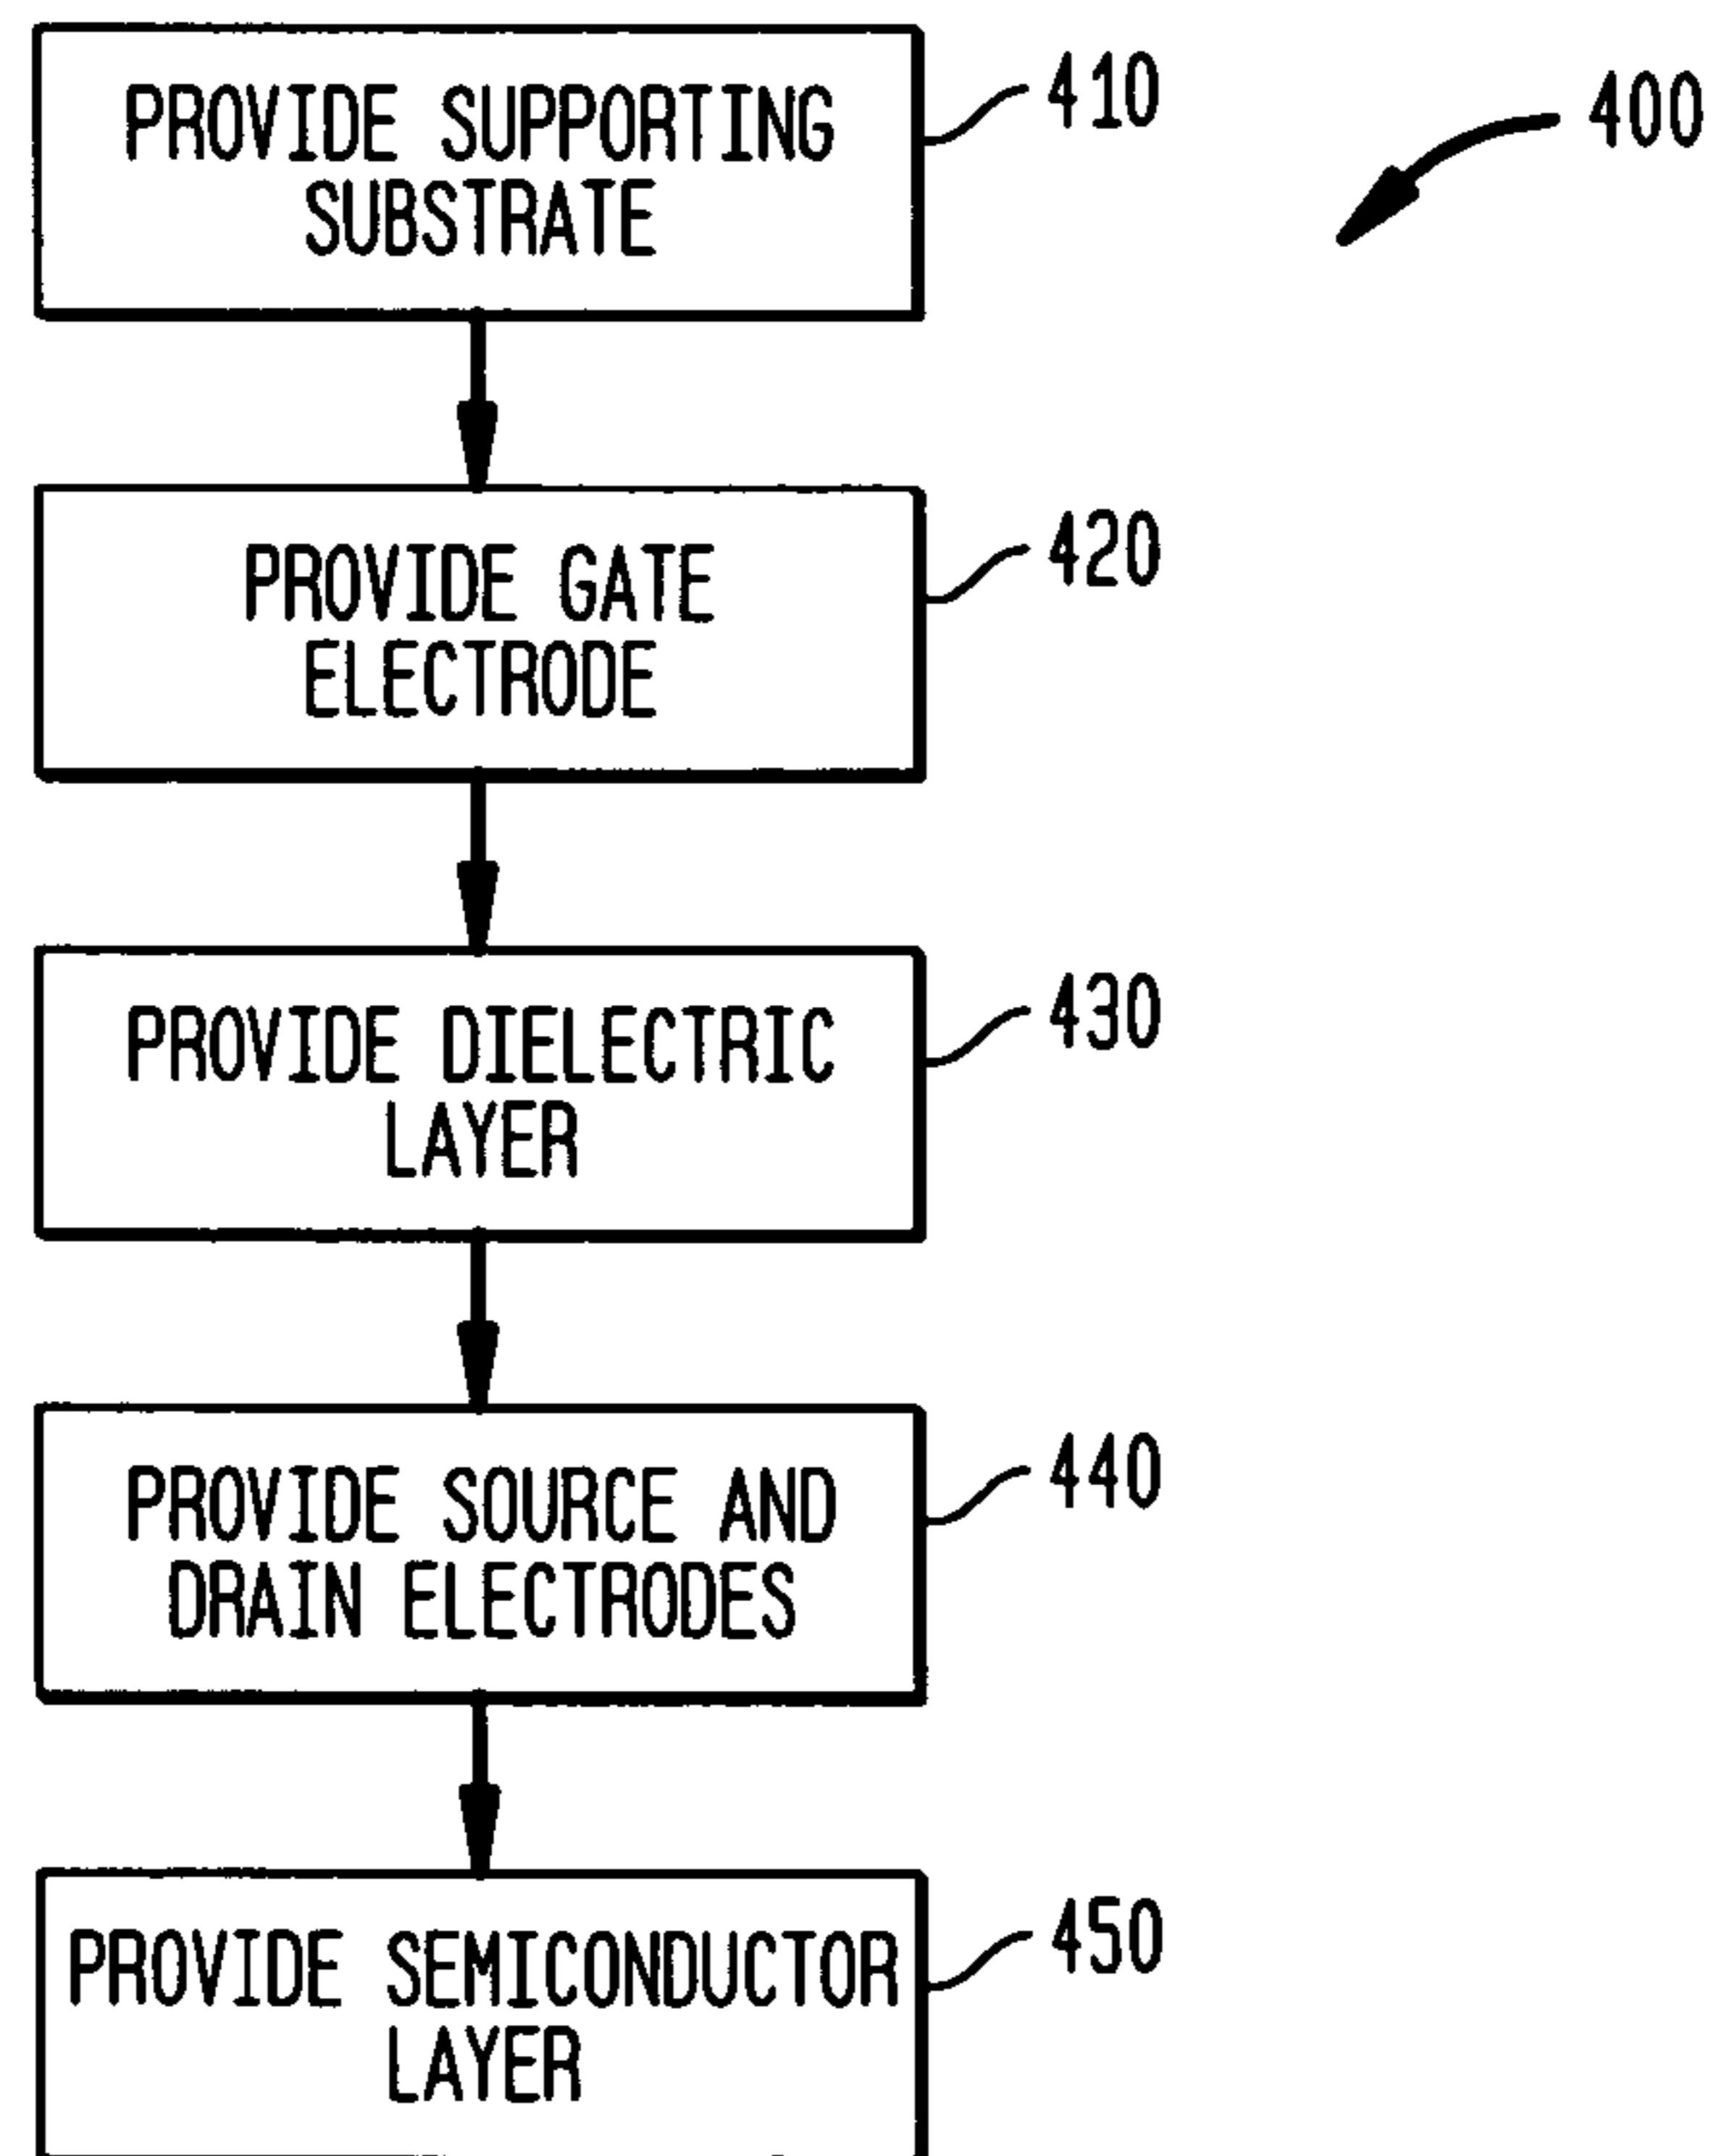 PROVIDE SUPPORTING
SUBSTRATE
410
400
PROVIDE GATE
ELECTRODE
420
PROVIDE DIELECTRIC
LAYER
430
PROVIDE SOURCE AND
DRAIN ELECTRODES
440
PROVIDE SEMICONDUCTOR
LAYER
450